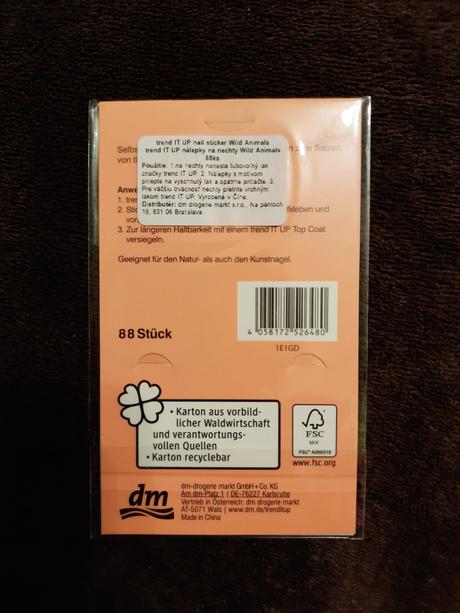 trend IT UP nail sticker Wild Animals
trend IT UP nálepky na nechty Wild Animals
88ks
Použitie: 1.na nechty naneste ľubovoľný lak
značky trend IT UP. 2. Nálepky s motívom
prilepte na vyschnutý lak a opatrne pritlačte. 3.
Pre väčšiu trvácnosť nechty pretrite vrchným
lakom trend IT UP. Vyrobené v Číne.
Distribútor: dm drogerie markt s.r.o., Na pántoch
18, 831 06 Bratislava.
Selbs
zum Setzen
von ti
Anwe
1. tren
2. Stic
fkleben und
vor
3. Zur längeren Haltbarkeit mit einem trend IT UP Top Coat
versiegeln.
Geeignet für den Natur- als auch den Kunstnagel.
88 Stück
4 058172 526480
1E1GD
• Karton aus vorbild-
licher Waldwirtschaft
und verantwortungs-
vollen Quellen
• Karton recyclebar
FSC
MIX
www.fsc.org
dm
dm-drogerie markt GmbH + Co. KG
Am dm-Platz 1 | DE-76227 Karlsruhe
Vertrieb in Österreich: dm drogerie markt
AT-5071 Wals | www.dm.de/trenditup
Made in China